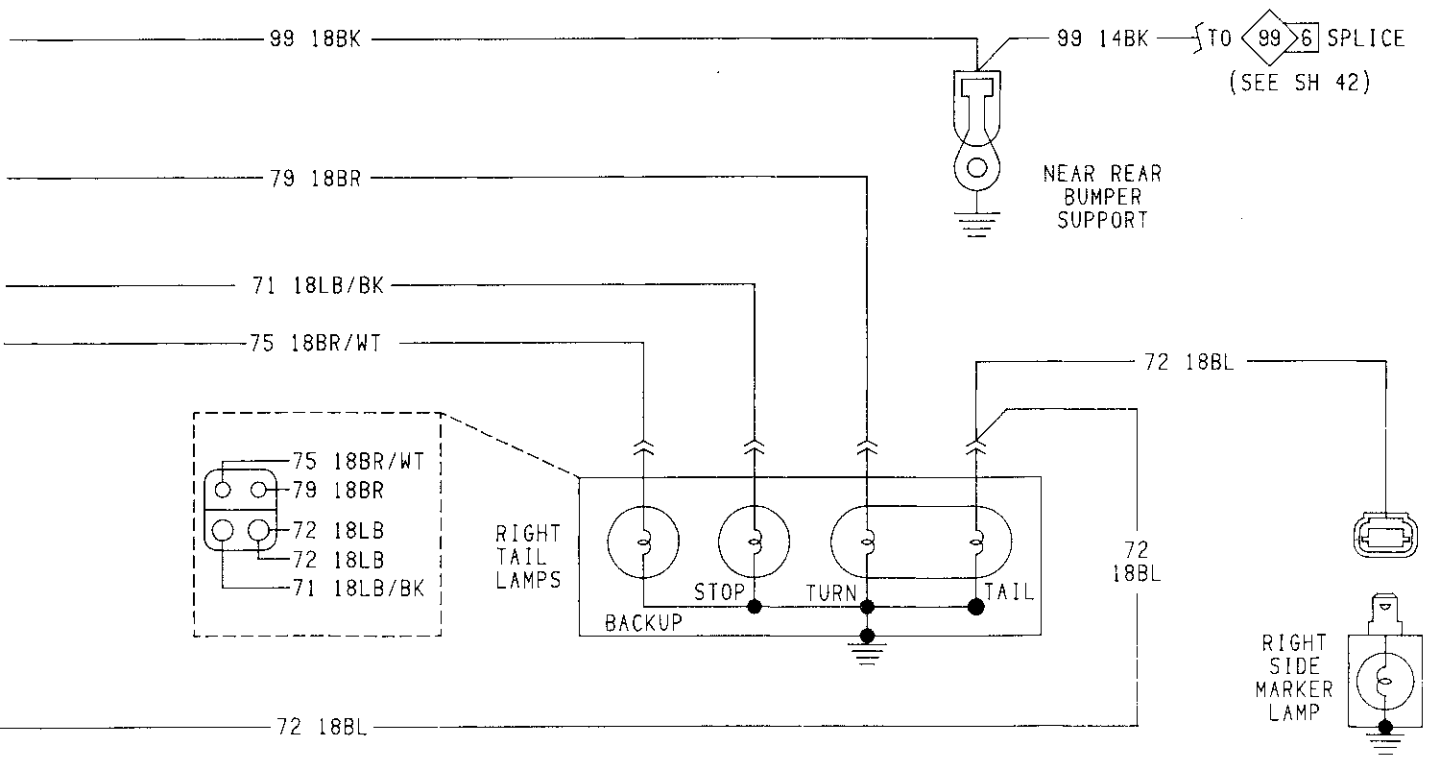 99 18BK
99 14BK
TO 99 6 SPLICE
(SEE SH 42)
79 18BR
NEAR REAR
BUMPER
SUPPORT
71 18LB/BK
75 18BR/WT
72 18BL
75 18BR/WT
79 18BR
72 18LB
72 18LB
71 18LB/BK
RIGHT
TAIL
LAMPS
STOP
TURN
TAIL
BACKUP
72
18BL
RIGHT
SIDE
MARKER
LAMP
72 18BL